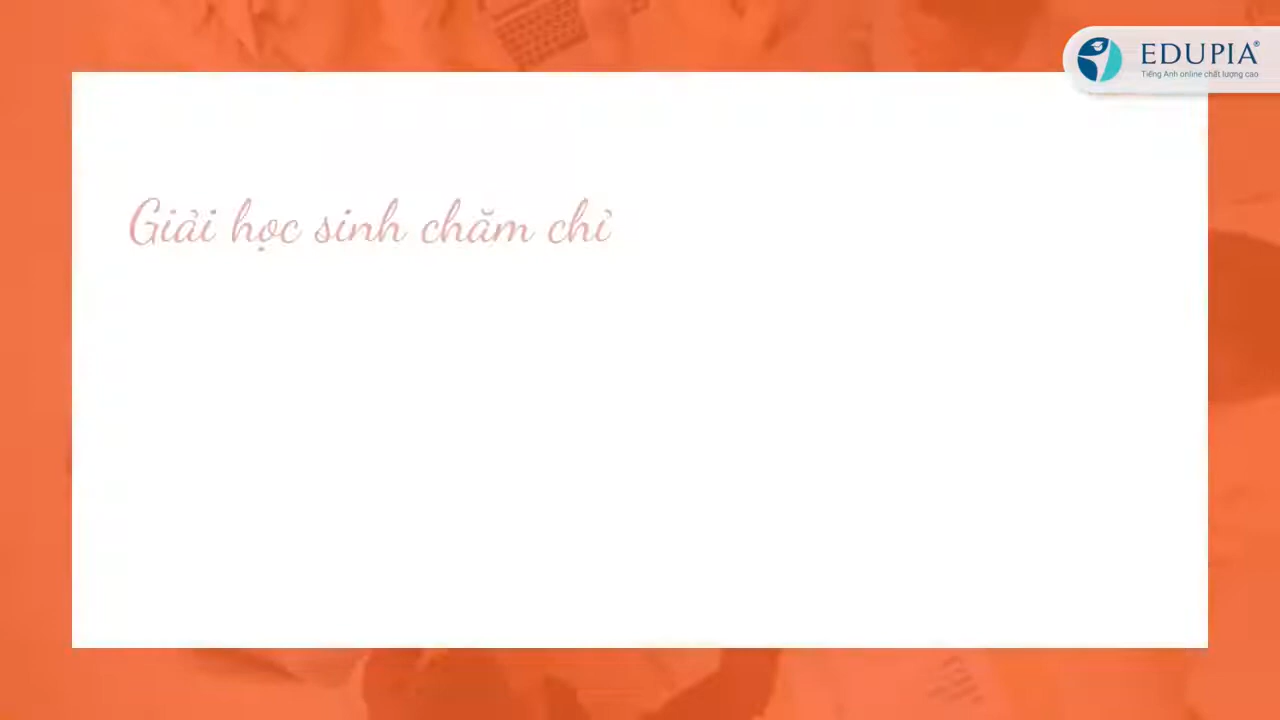 EDUPIA®
Tiếng Anh online chất lượng cao
Giải học sinh chăm chỉ